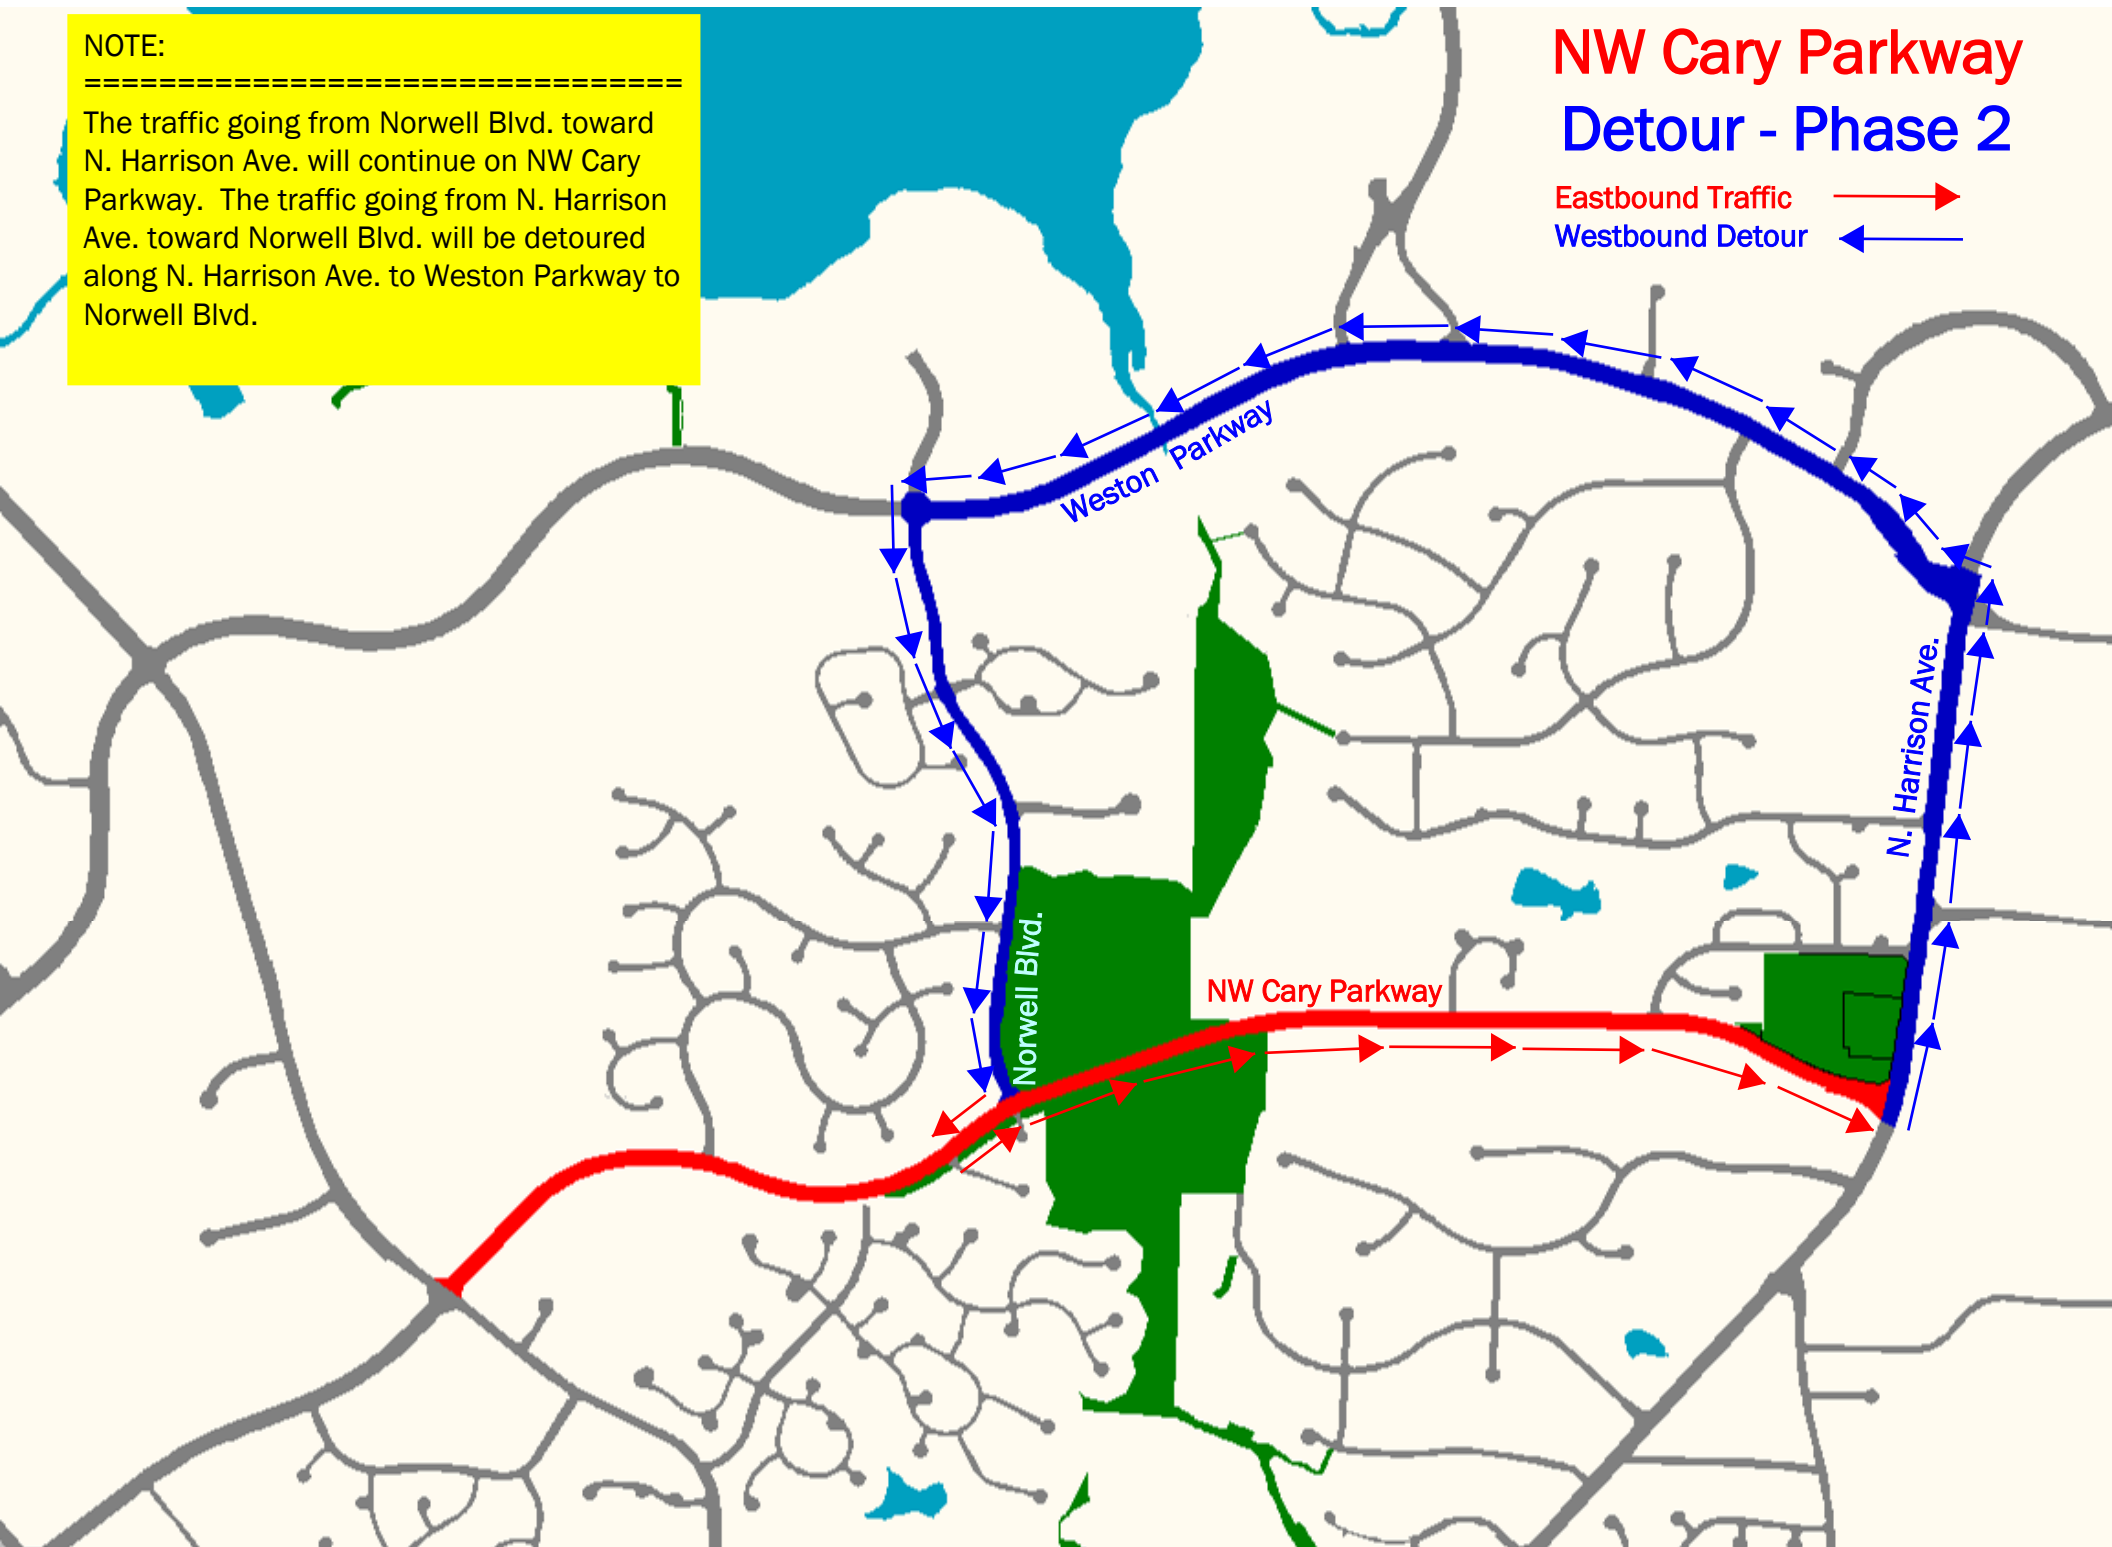 NOTE:
================================
The traffic going from Norwell Blvd. toward
N. Harrison Ave. will continue on NW Cary
Parkway.  The traffic going from N. Harrison
Ave. toward Norwell Blvd. will be detoured
along N. Harrison Ave. to Weston Parkway to
Norwell Blvd.
NW Cary Parkway
Detour - Phase 2
Eastbound Traffic
Westbound Detour
Weston Parkway
N. Harrison Ave.
Norwell Blvd.
NW Cary Parkway